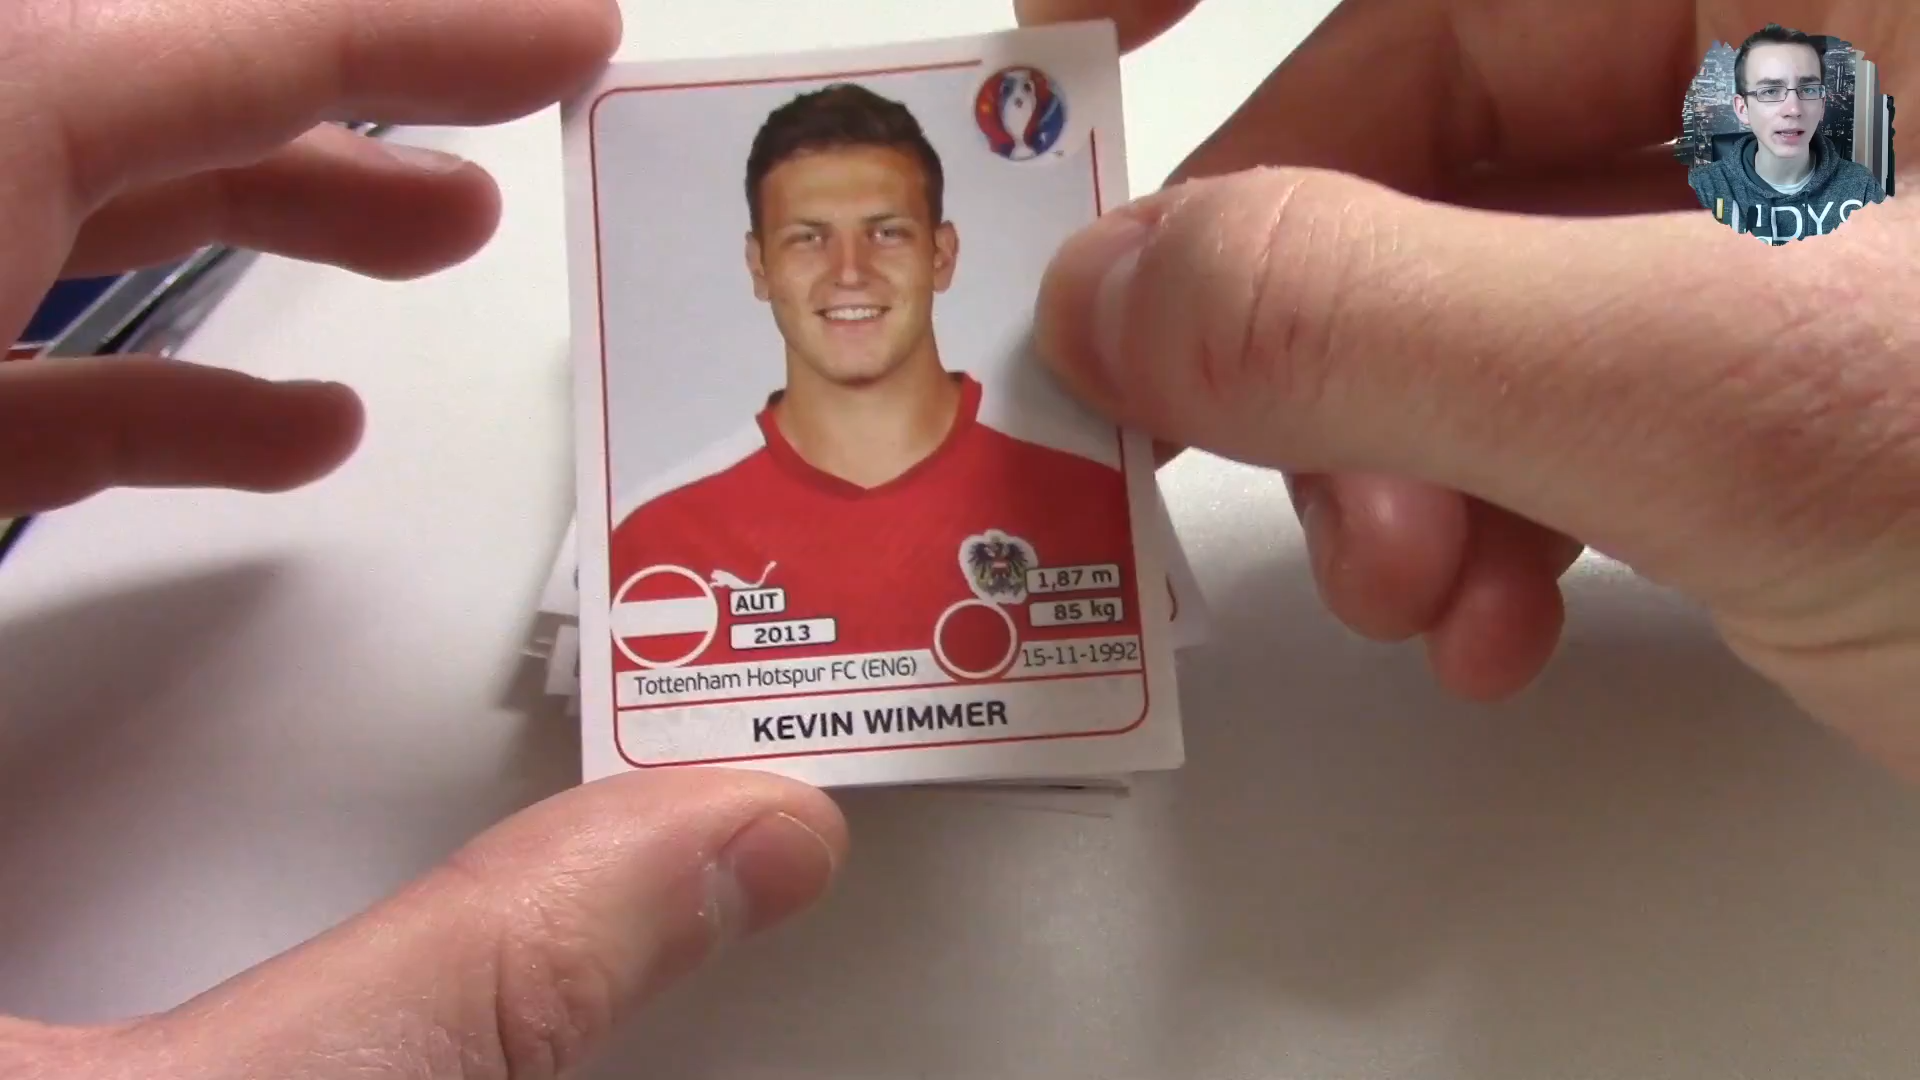 AUT
2013
1,87 m
85 kg
15-11-1992
Tottenham Hotspur FC (ENG)
KEVIN WIMMER